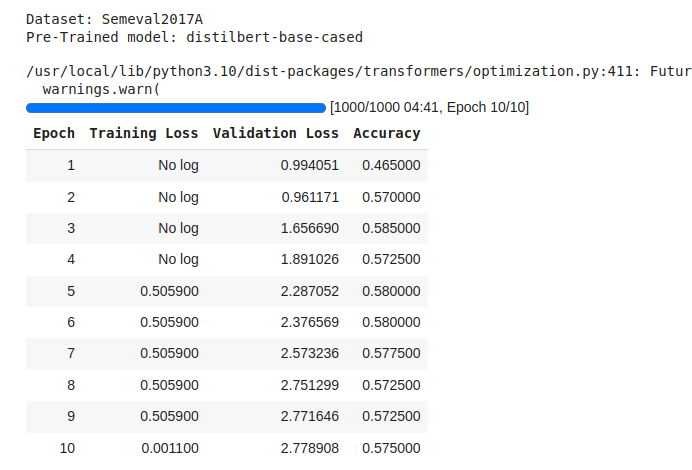 Dataset: Semeval2017A
Pre-Trained model: distilbert-base-cased
/usr/local/lib/python3.10/dist-packages/transformers/optimization.py:411: Futur
warnings.warn(
[1000/1000 04:41, Epoch 10/10]
Epoch Training Loss Validation Loss Accuracy
1 No log 0.994051 0.465000
2 No log 0.961171 0.570000
3 No log 1.656690 0.585000
4 No log 1.891026 0.572500
5 0.505900 2.287052 0.580000
6 0.505900 2.376569 0.580000
7 0.505900 2.573236 0.577500
8 0.505900 2.751299 0.572500
9 0.505900 2.771646 0.572500
10 0.001100 2.778908 0.575000